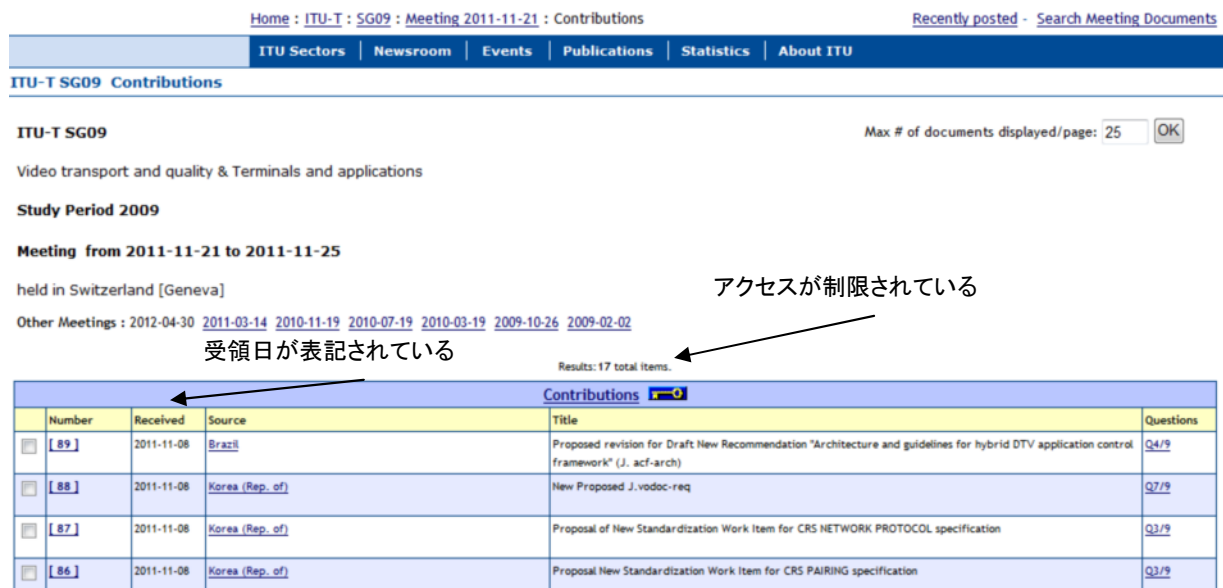 Home : ITU-T : SG09 : Meeting 2011-11-21 : Contributions Recently posted - Search Meeting Documents
ITU Sectors | Newsroom | Events | Publications | Statistics | About ITU
ITU-T SG09 Contributions
ITU-T SG09 Max # of documents displayed/page: 25 OK
Video transport and quality & Terminals and applications
Study Period 2009
Meeting from 2011-11-21 to 2011-11-25
held in Switzerland [Geneva]
アクセスが制限されている
Other Meetings : 2012-04-30 2011-03-14 2010-11-19 2010-07-19 2010-03-19 2009-10-26 2009-02-02
受領日が表記されている
Results: 17 total items.
Contributions
Number Received Source Title Questions
[ 89 ] 2011-11-08 Brazil Proposed revision for Draft New Recommendation "Architecture and guidelines for hybrid DTV application control Q4/9
framework" (J. acf-arch)
[ 88 ] 2011-11-08 Korea (Rep. of) New Proposed J.vodoc-req Q7/9
[ 87 ] 2011-11-08 Korea (Rep. of) Proposal of New Standardization Work Item for CRS NETWORK PROTOCOL specification Q3/9
[ 86 ] 2011-11-08 Korea (Rep. of) Proposal New Standardization Work Item for CRS PAIRING specification Q3/9